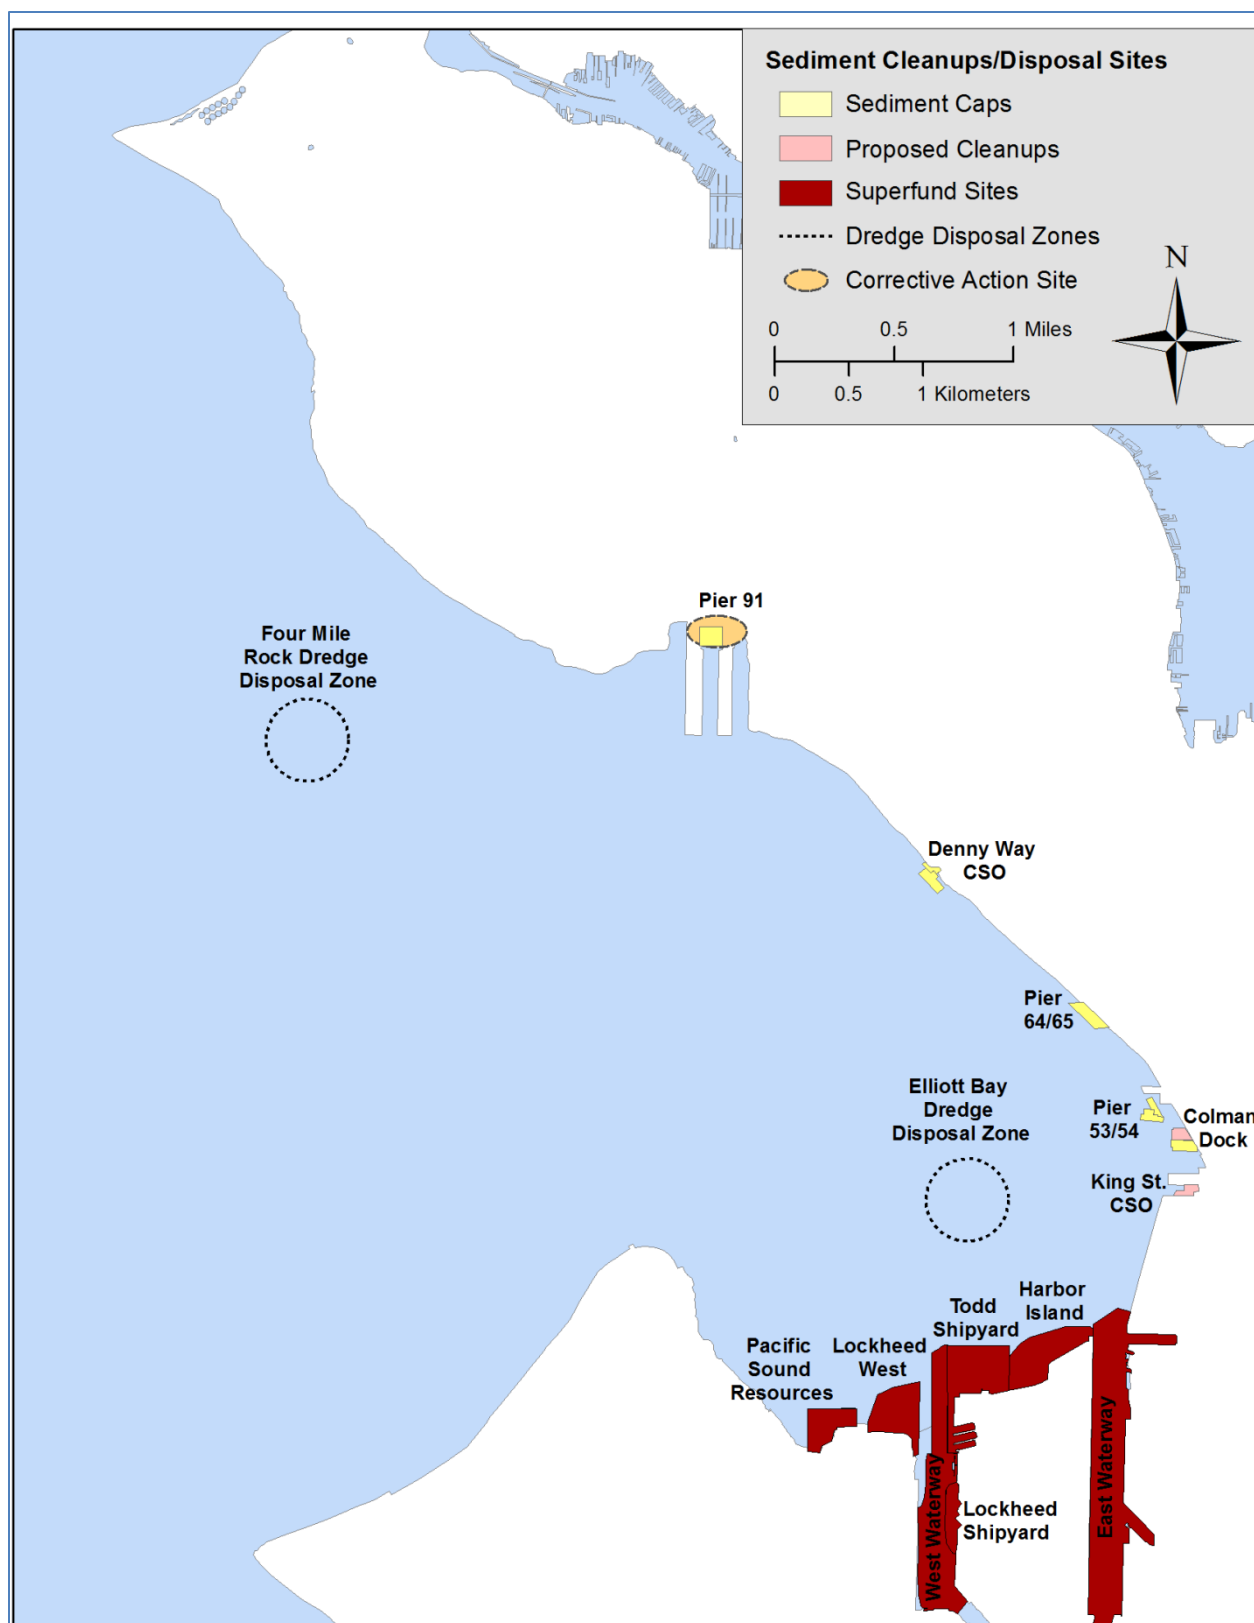 Sediment Cleanups/Disposal Sites
Sediment Caps
Proposed Cleanups
Superfund Sites
Dredge Disposal Zones
Corrective Action Site
N
0 0.5 1 Miles
0 0.5 1 Kilometers
Pier 91
Four Mile
Rock Dredge
Disposal Zone
Denny Way
CSO
Pier
64/65
Elliott Bay
Dredge
Disposal Zone
Pier
53/54
Colman
Dock
King St.
CSO
Harbor
Island
Todd
Shipyard
Lockheed
West
Pacific
Sound
Resources
West Waterway
Lockheed
Shipyard
East Waterway